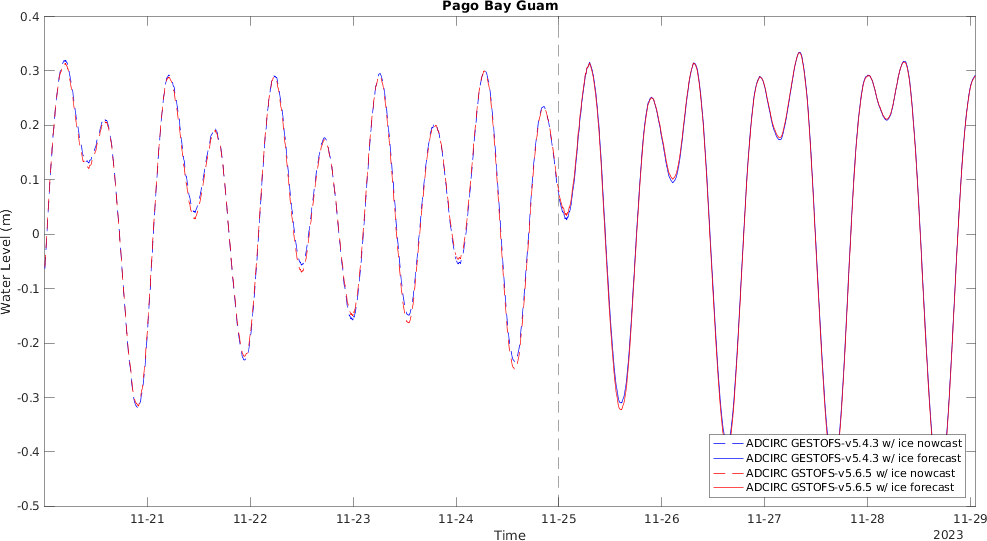 Pago Bay Guam
0.4
0.3
0.2
0.1
0
-0.1
-0.2
-0.3
-0.4
-0.5
Water Level (m)
ADCIRC GESTOFS-v5.4.3 w/ ice nowcast
ADCIRC GESTOFS-v5.4.3 w/ ice forecast
ADCIRC GSTOFS-v5.6.5 w/ ice nowcast
ADCIRC GSTOFS-v5.6.5 w/ ice forecast
11-21 11-22 11-23 11-24 11-25 11-26 11-27 11-28 11-29
Time
2023